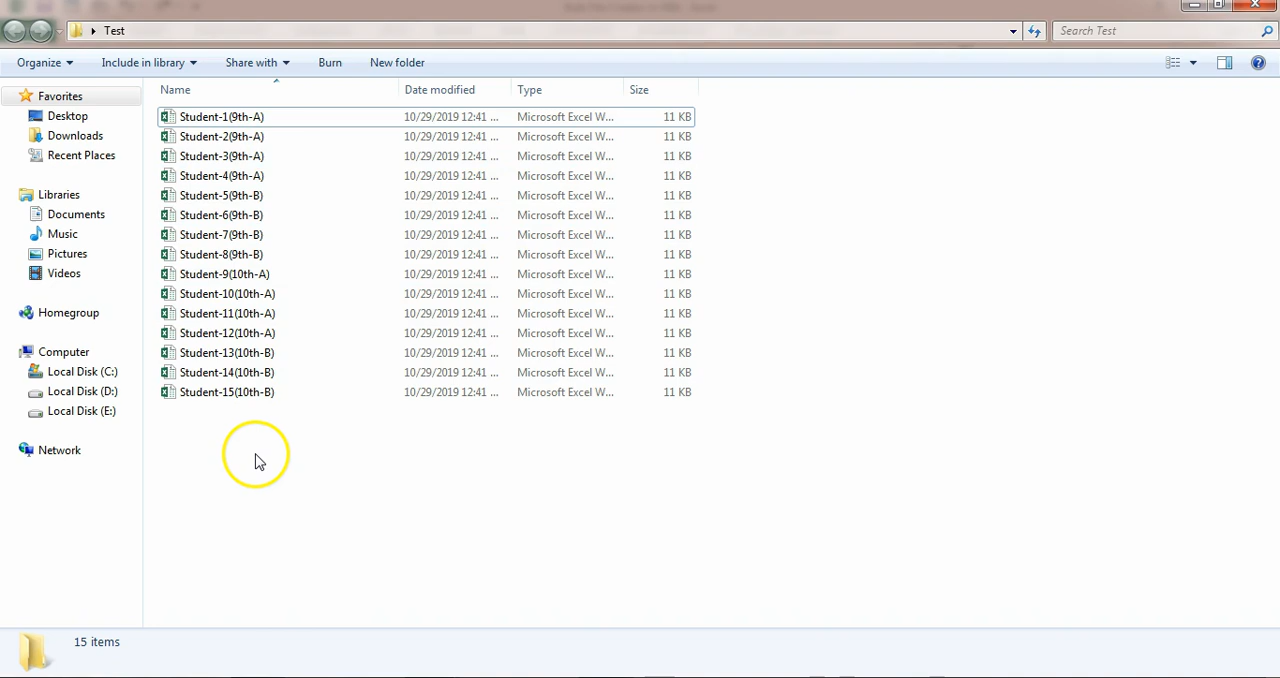 Test
Search Test
Organize Include in library Share with Burn New folder
Favorites
Desktop
Downloads
Recent Places
Libraries
Documents
Music
Pictures
Videos
Homegroup
Computer
Local Disk (C:)
Local Disk (D:)
Local Disk (E:)
Network
Name Date modified Type Size
Student-1(9th-A) 10/29/2019 12:41 ... Microsoft Excel W... 11 KB
Student-2(9th-A) 10/29/2019 12:41 ... Microsoft Excel W... 11 KB
Student-3(9th-A) 10/29/2019 12:41 ... Microsoft Excel W... 11 KB
Student-4(9th-A) 10/29/2019 12:41 ... Microsoft Excel W... 11 KB
Student-5(9th-B) 10/29/2019 12:41 ... Microsoft Excel W... 11 KB
Student-6(9th-B) 10/29/2019 12:41 ... Microsoft Excel W... 11 KB
Student-7(9th-B) 10/29/2019 12:41 ... Microsoft Excel W... 11 KB
Student-8(9th-B) 10/29/2019 12:41 ... Microsoft Excel W... 11 KB
Student-9(10th-A) 10/29/2019 12:41 ... Microsoft Excel W... 11 KB
Student-10(10th-A) 10/29/2019 12:41 ... Microsoft Excel W... 11 KB
Student-11(10th-A) 10/29/2019 12:41 ... Microsoft Excel W... 11 KB
Student-12(10th-A) 10/29/2019 12:41 ... Microsoft Excel W... 11 KB
Student-13(10th-B) 10/29/2019 12:41 ... Microsoft Excel W... 11 KB
Student-14(10th-B) 10/29/2019 12:41 ... Microsoft Excel W... 11 KB
Student-15(10th-B) 10/29/2019 12:41 ... Microsoft Excel W... 11 KB
15 items